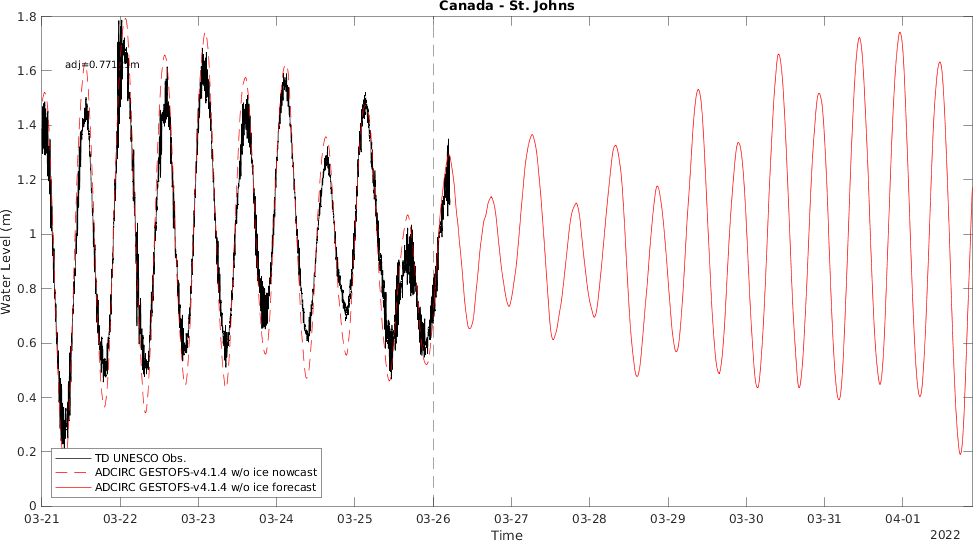 Canada - St. Johns
1.8
1.6
1.4
1.2
1
0.8
0.6
0.4
0.2
0
Water Level (m)
TD UNESCO Obs.
ADCIRC GESTOFS-v4.1.4 w/o ice nowcast
ADCIRC GESTOFS-v4.1.4 w/o ice forecast
03-21 03-22 03-23 03-24 03-25 03-26 03-27 03-28 03-29 03-30 03-31 04-01
Time
2022